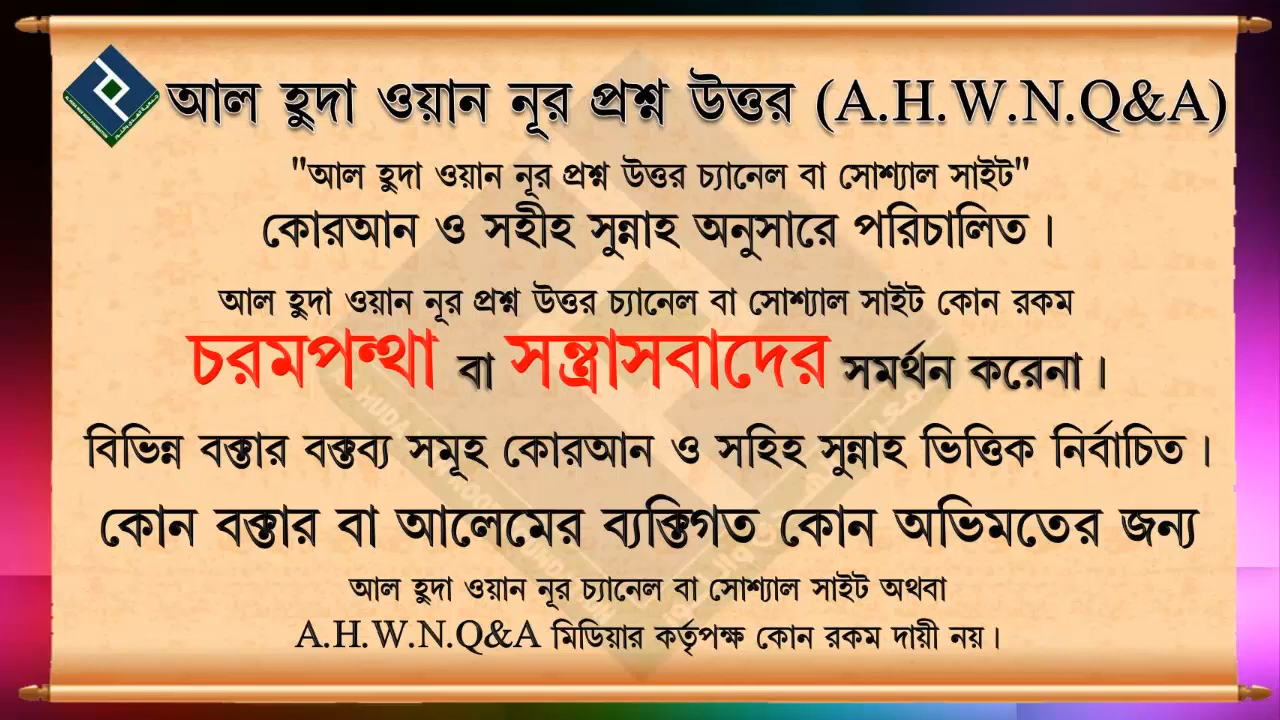 আল হুদা ওয়ান নূর প্রশ্ন উত্তর (A.H.W.N.Q&A)
"আল হুদা ওয়ান নূর প্রশ্ন উত্তর চ্যানেল বা সোশ্যাল সাইট"
কোরআন ও সহীহ সুন্নাহ অনুসারে পরিচালিত।
আল হুদা ওয়ান নূর প্রশ্ন উত্তর চ্যানেল বা সোশ্যাল সাইট কোন রকম
চরমপন্থা বা সন্ত্রাসবাদের সমর্থন করেনা।
বিভিন্ন বক্তার বক্তব্য সমূহ কোরআন ও সহিহ সুন্নাহ ভিত্তিক নির্বাচিত।
কোন বক্তার বা আলেমের ব্যক্তিগত কোন অভিমতের জন্য
আল হুদা ওয়ান নূর চ্যানেল বা সোশ্যাল সাইট অথবা
A.H.W.N.Q&A মিডিয়ার কর্তৃপক্ষ কোন রকম দায়ী নয়।